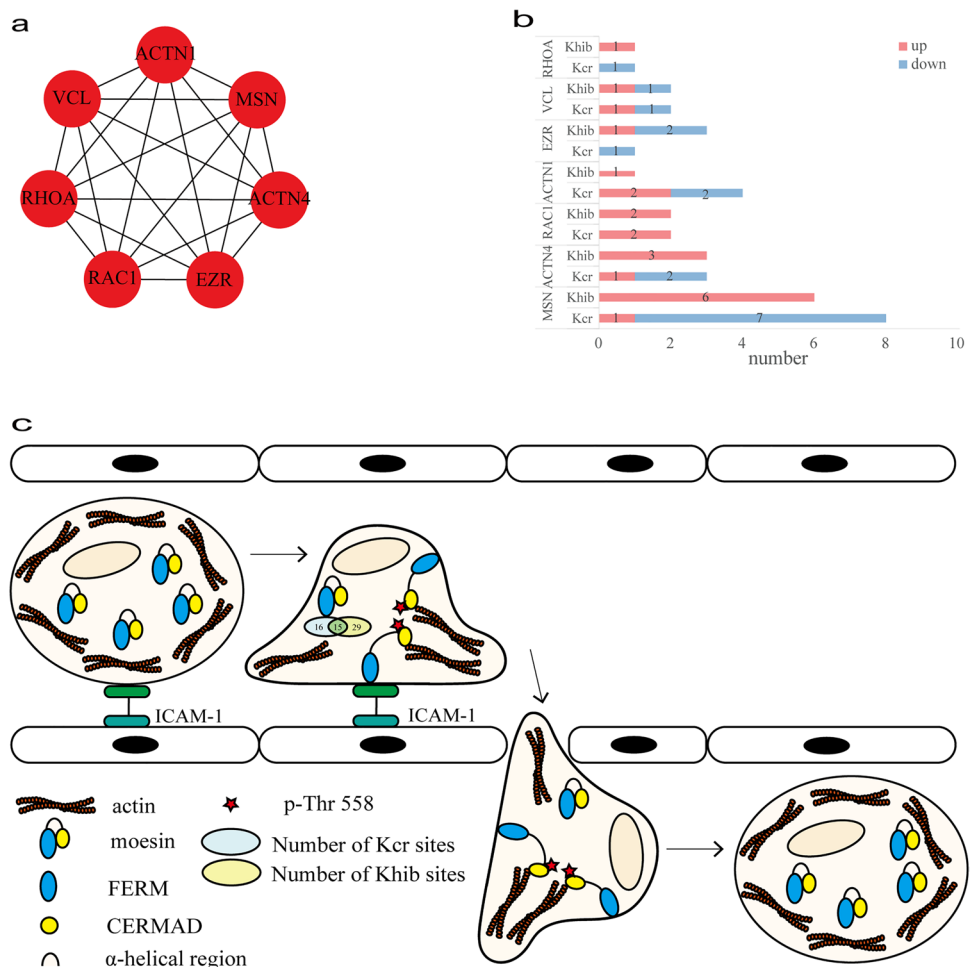 a
ACTN1
VCL
MSN
RHOA
ACTN4
RAC1
EZR
b
up
down
RHOA
Khib 1
Kcr 1
VCL
Khib 1 1
Kcr 1 1
EZR
Khib 1 2
Kcr 1
ACTN1
Khib 1
Kcr 2 2
RAC1
Khib 2
Kcr 2
ACTN4
Khib 3
Kcr 1 2
MSN
Khib 6
Kcr 1 7
0 2 4 6 8 10
number
c
16 15 29
ICAM-1
ICAM-1
actin
moesin
FERM
CERMAD
α-helical region
p-Thr 558
Number of Kcr sites
Number of Khib sites